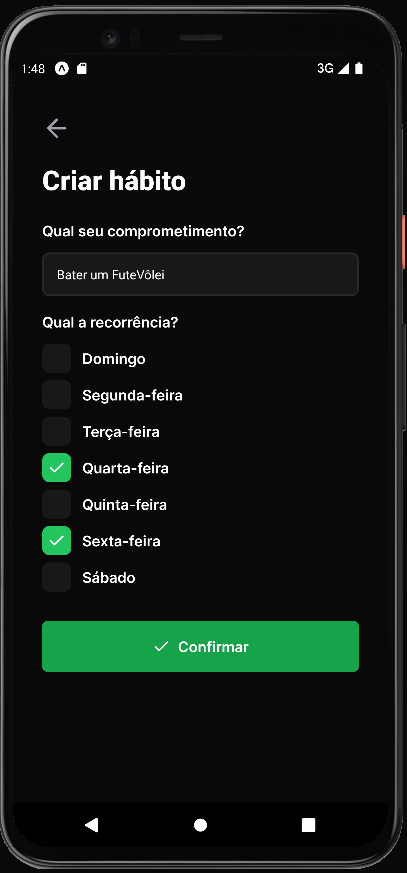 1:48
3G
Criar hábito
Qual seu comprometimento?
Bater um FuteVôlei
Qual a recorrência?
Domingo
Segunda-feira
Terça-feira
Quarta-feira
Quinta-feira
Sexta-feira
Sábado
Confirmar